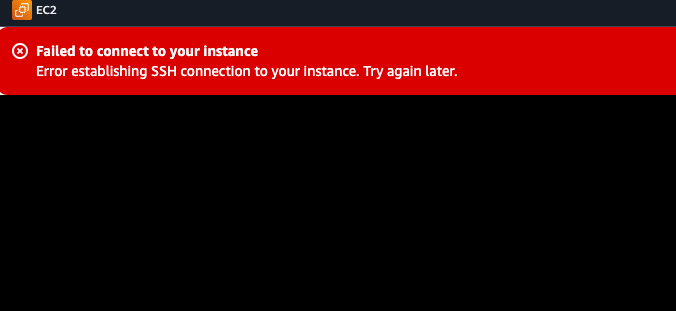 EC2
Failed to connect to your instance
Error establishing SSH connection to your instance. Try again later.